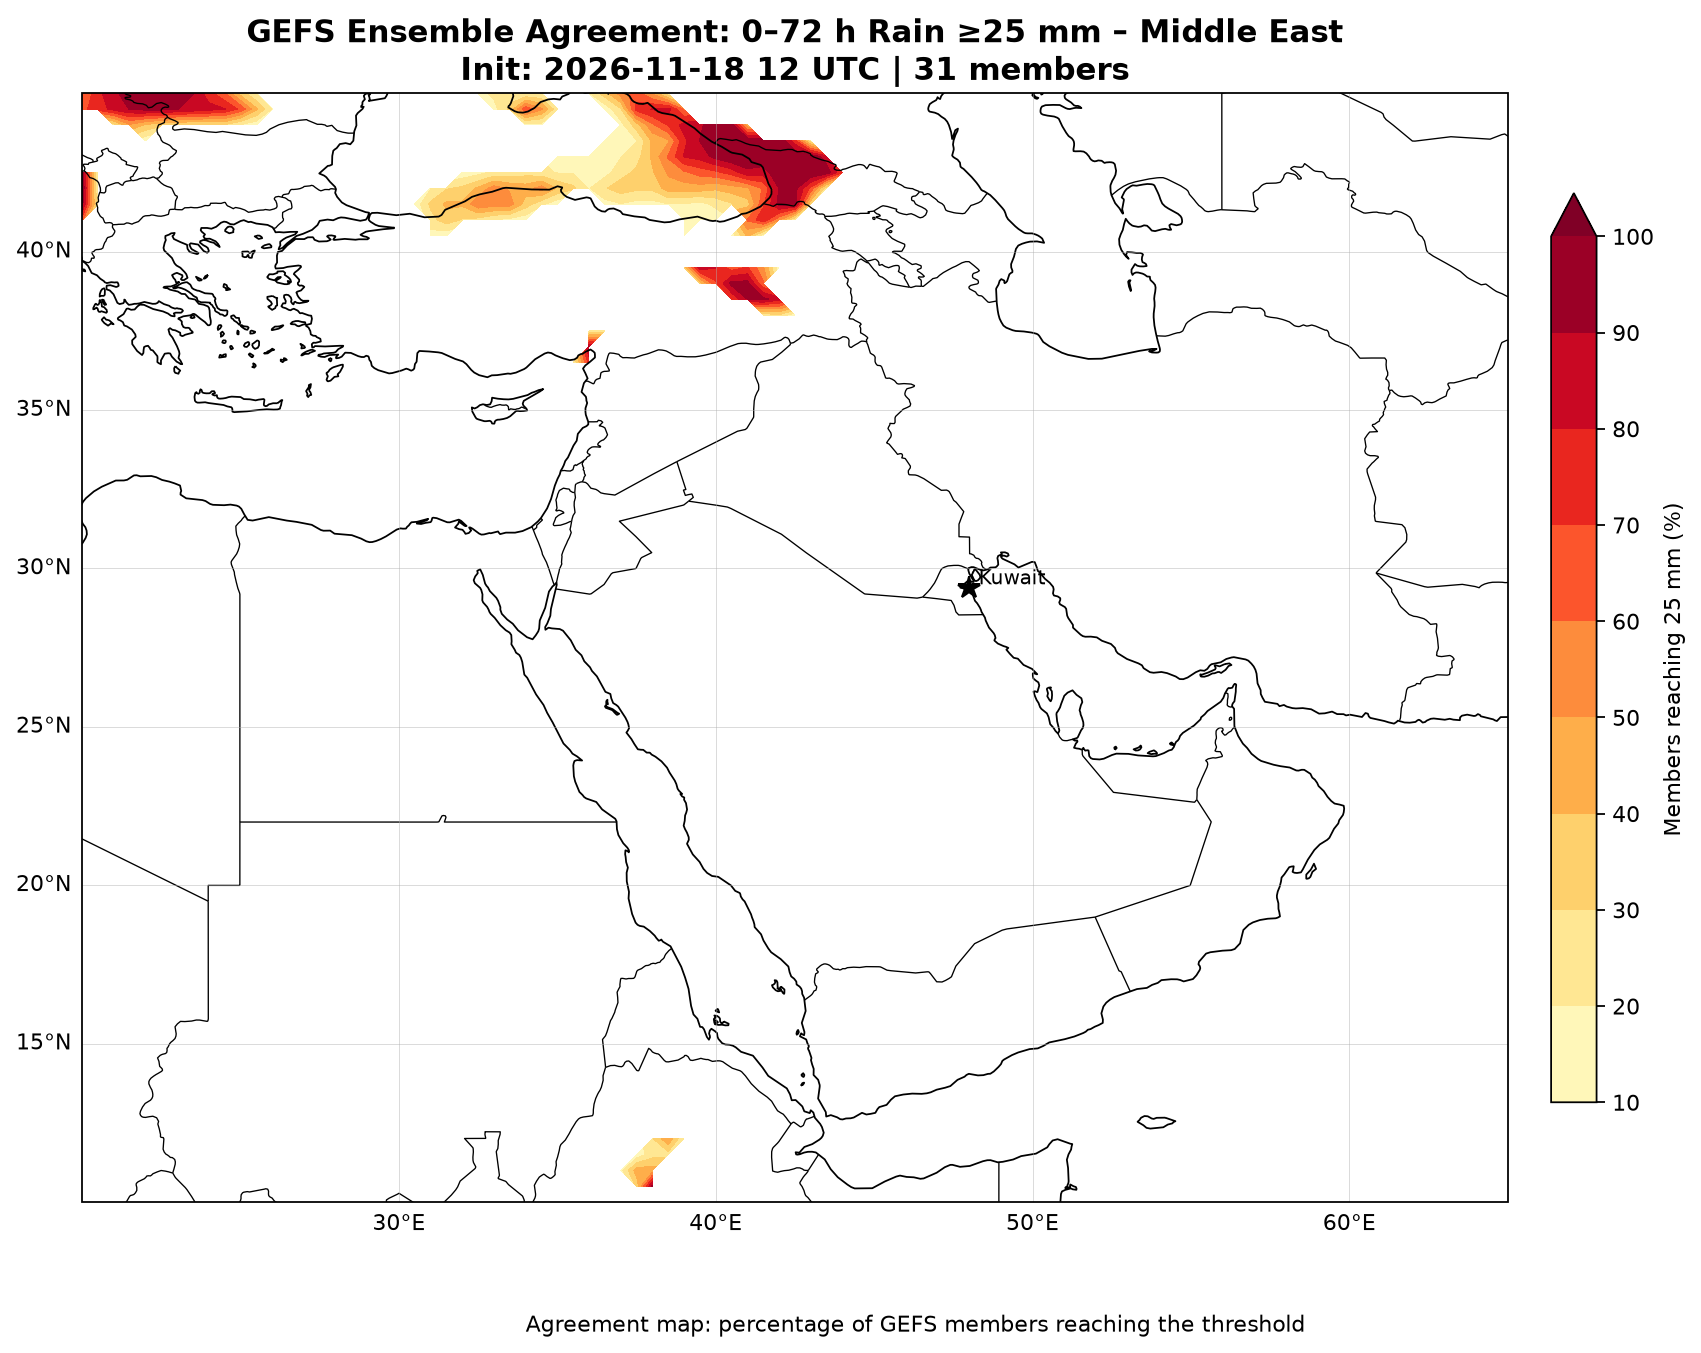 GEFS Ensemble Agreement: 0–72 h Rain ≥25 mm – Middle East
Init: 2026-11-18 12 UTC | 31 members
40°N
35°N
30°N
25°N
20°N
15°N
30°E
40°E
50°E
60°E
Kuwait
100
90
80
70
60
50
40
30
20
10
Members reaching 25 mm (%)
Agreement map: percentage of GEFS members reaching the threshold